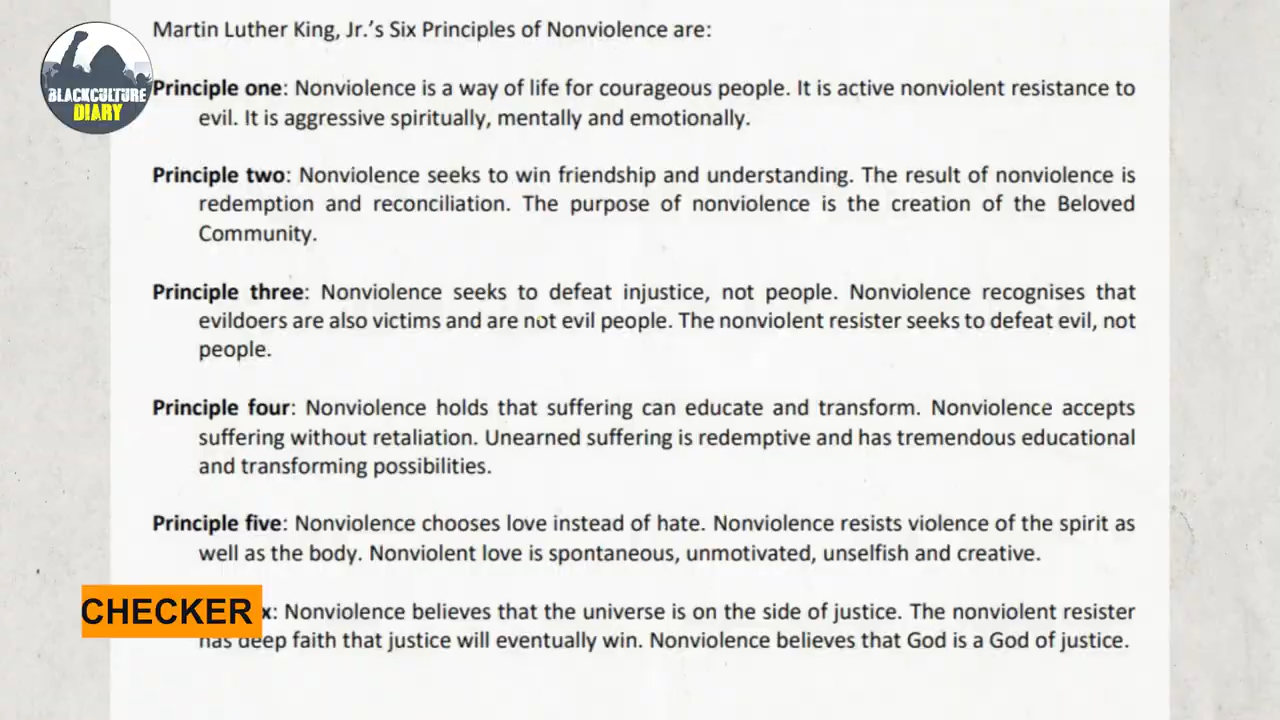 Martin Luther King, Jr.’s Six Principles of Nonviolence are:
BLACKCULTURE
DIARY
Principle one: Nonviolence is a way of life for courageous people. It is active nonviolent resistance to
evil. It is aggressive spiritually, mentally and emotionally.
Principle two: Nonviolence seeks to win friendship and understanding. The result of nonviolence is
redemption and reconciliation. The purpose of nonviolence is the creation of the Beloved
Community.
Principle three: Nonviolence seeks to defeat injustice, not people. Nonviolence recognises that
evildoers are also victims and are not evil people. The nonviolent resister seeks to defeat evil, not
people.
Principle four: Nonviolence holds that suffering can educate and transform. Nonviolence accepts
suffering without retaliation. Unearned suffering is redemptive and has tremendous educational
and transforming possibilities.
Principle five: Nonviolence chooses love instead of hate. Nonviolence resists violence of the spirit as
well as the body. Nonviolent love is spontaneous, unmotivated, unselfish and creative.
CHECKER
x: Nonviolence believes that the universe is on the side of justice. The nonviolent resister
has deep faith that justice will eventually win. Nonviolence believes that God is a God of justice.